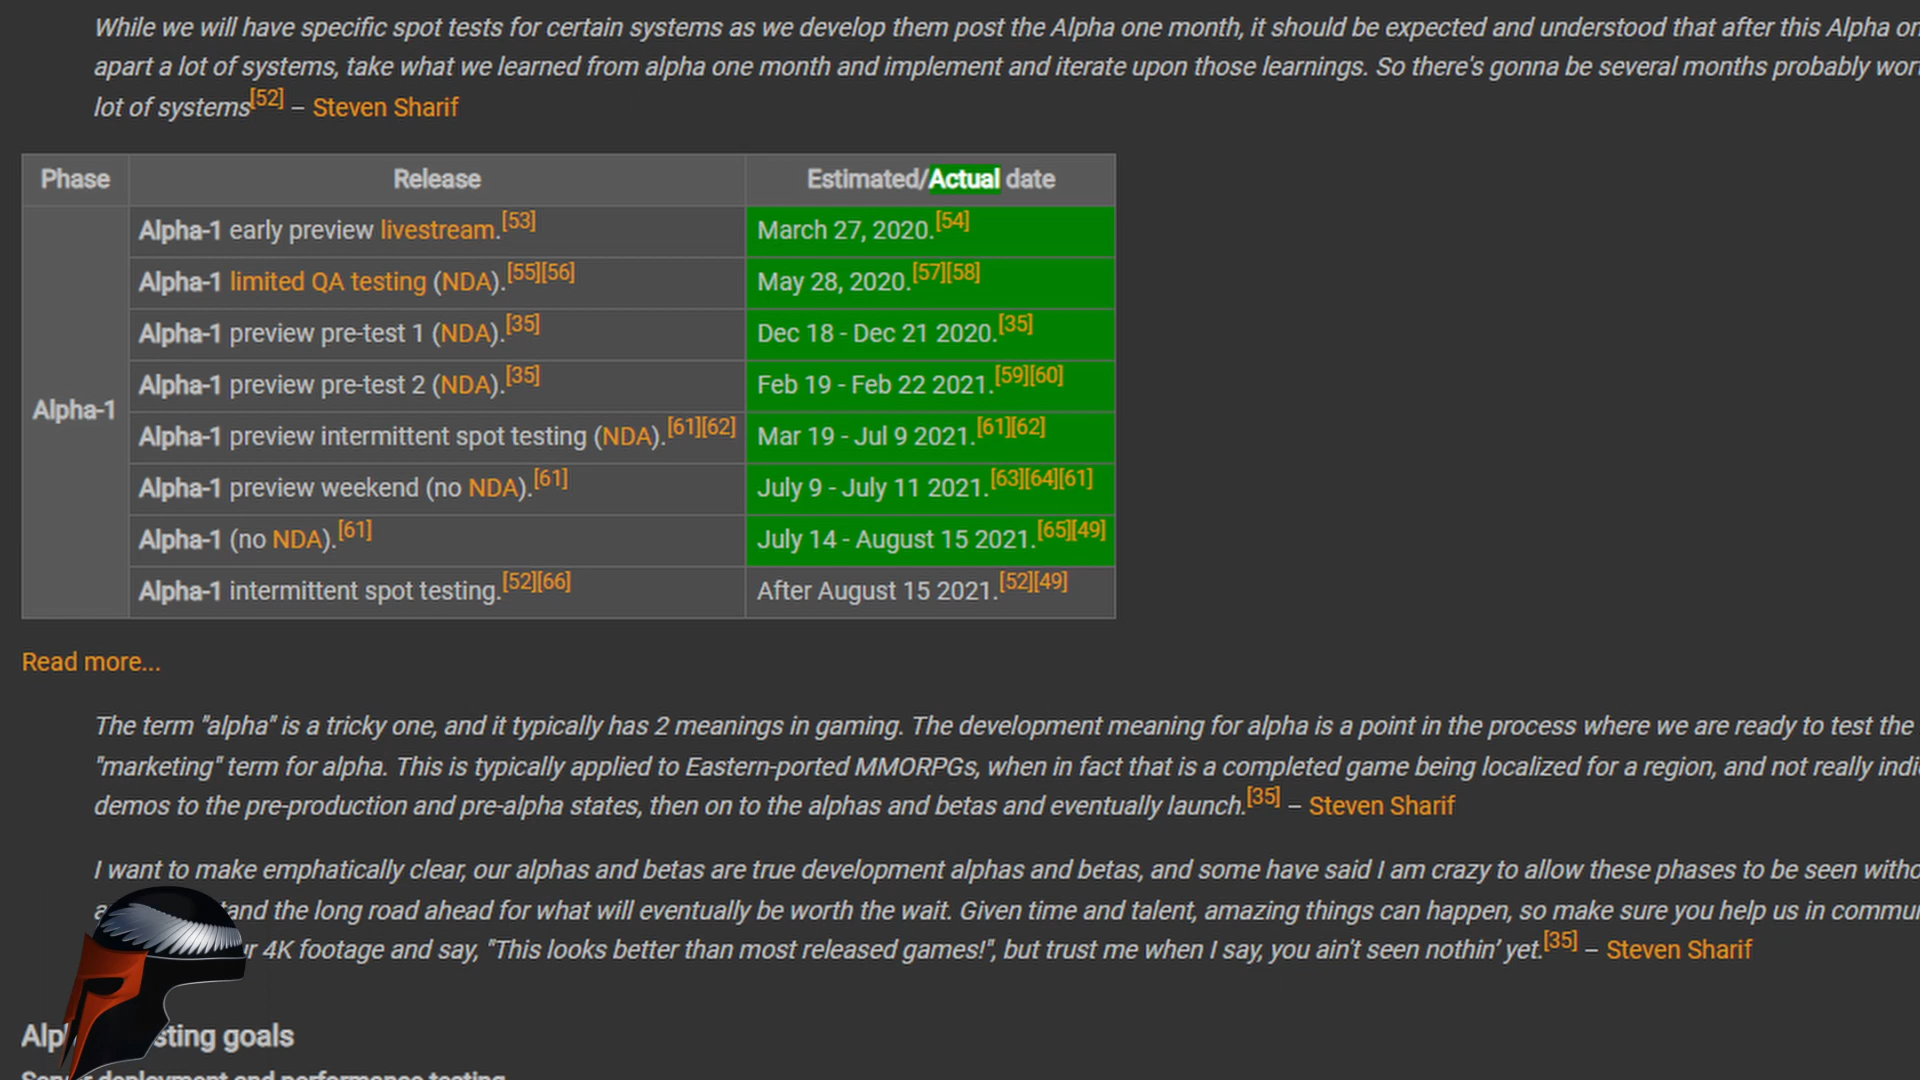 While we will have specific spot tests for certain systems as we develop them post the Alpha one month, it should be expected and understood that after this Alpha
apart a lot of systems, take what we learned from alpha one month and implement and iterate upon those learnings. So there's gonna be several months probably
lot of systems[52] – Steven Sharif
Phase Release Estimated/Actual date
Alpha-1 early preview livestream.[53] March 27, 2020.[54]
Alpha-1 limited QA testing (NDA).[55][56] May 28, 2020.[57][58]
Alpha-1 preview pre-test 1 (NDA).[35] Dec 18 - Dec 21 2020.[35]
Alpha-1 preview pre-test 2 (NDA).[35] Feb 19 - Feb 22 2021.[59][60]
Alpha-1
Alpha-1 preview intermittent spot testing (NDA).[61][62] Mar 19 - Jul 9 2021.[61][62]
Alpha-1 preview weekend (no NDA).[61] July 9 - July 11 2021.[63][64][61]
Alpha-1 (no NDA).[61] July 14 - August 15 2021.[65][49]
Alpha-1 intermittent spot testing.[52][66] After August 15 2021.[52][49]
Read more...
The term "alpha" is a tricky one, and it typically has 2 meanings in gaming. The development meaning for alpha is a point in the process where we are ready to test the
"marketing" term for alpha. This is typically applied to Eastern-ported MMORPGs, when in fact that is a completed game being localized for a region, and not really
demos to the pre-production and pre-alpha states, then on to the alphas and betas and eventually launch.[35] – Steven Sharif
I want to make emphatically clear, our alphas and betas are true development alphas and betas, and some have said I am crazy to allow these phases to be seen
the long road ahead for what will eventually be worth the wait. Given time and talent, amazing things can happen, so make sure you help us in
4K footage and say, "This looks better than most released games!", but trust me when I say, you ain't seen nothin' yet.[35] – Steven Sharif
goals
deployment and performance testing